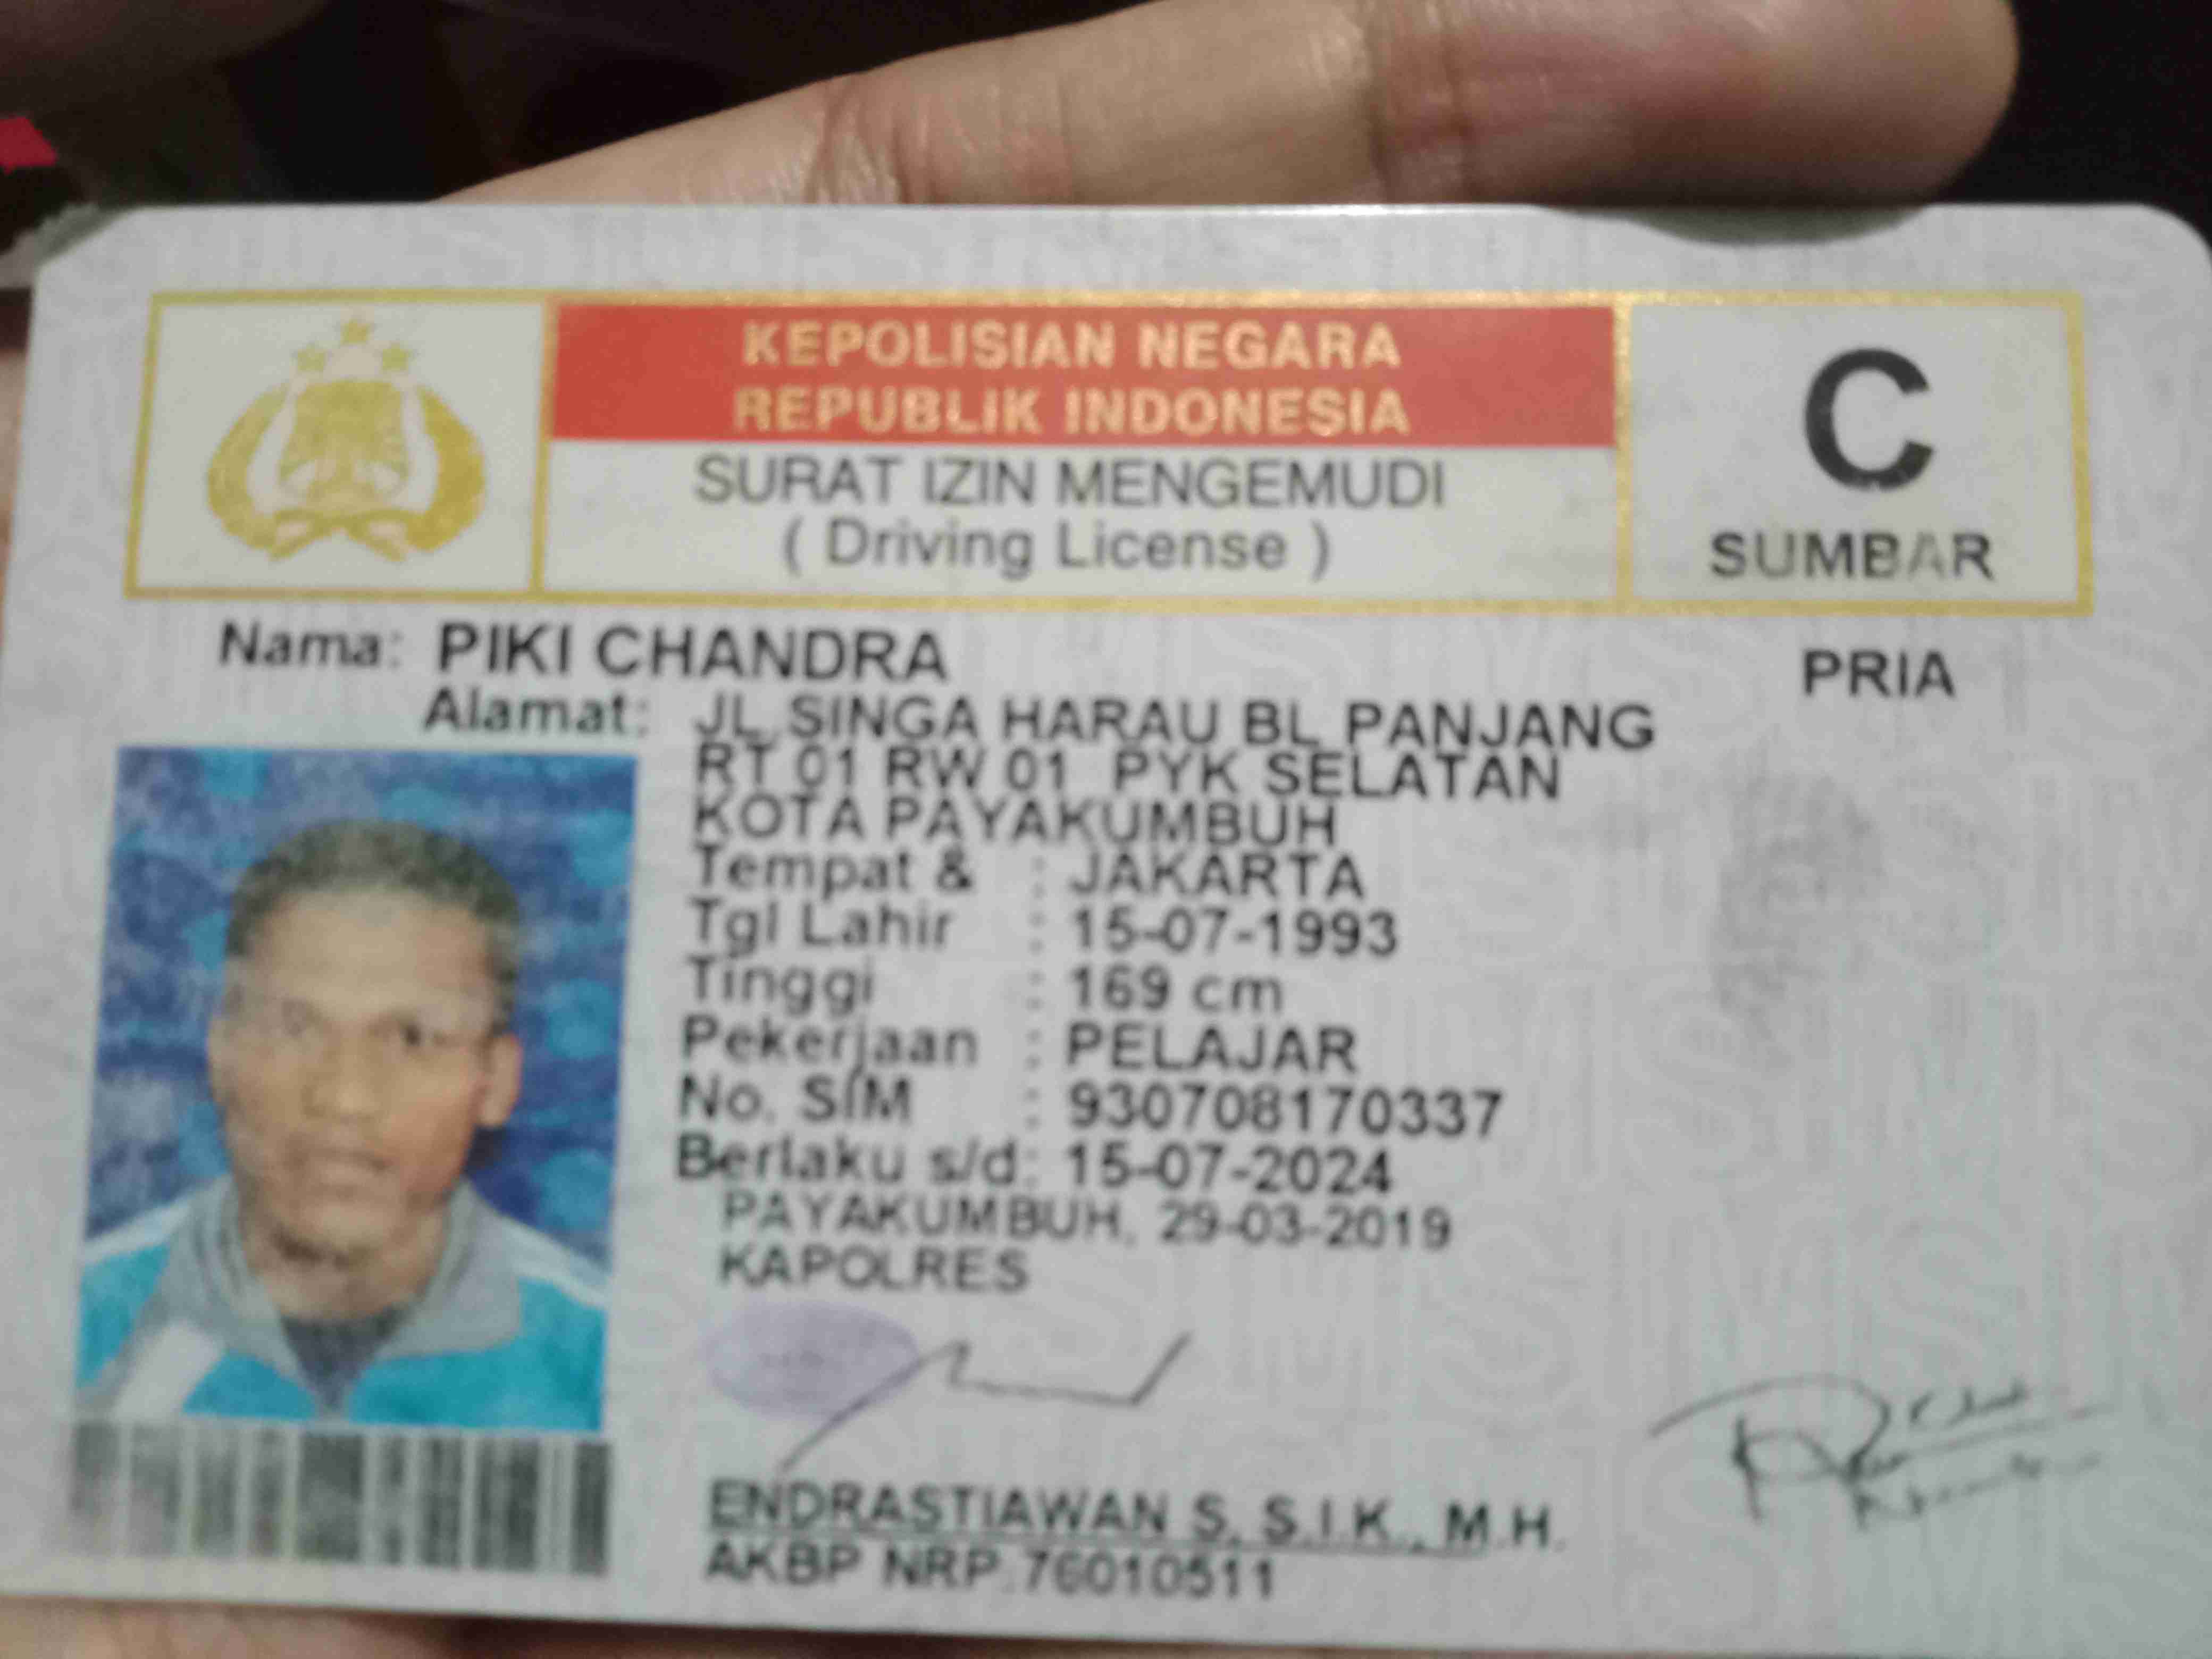 KEPOLISIAN NEGARA
REPUBLIK INDONESIA
SURAT IZIN MENGEMUDI
( Driving License )
C
SUMBAR
Nama: PIKI CHANDRA
PRIA
Alamat: JL.SINGA HARAU BL PANJANG
RT 01 RW 01 PYK SELATAN
KOTA PAYAKUMBUH
Tempat & : JAKARTA
Tgl Lahir : 15-07-1993
Tinggi : 169 cm
Pekerjaan : PELAJAR
No. SIM : 930708170337
Berlaku s/d: 15-07-2024
PAYAKUMBUH, 29-03-2019
KAPOLRES
ENDRASTIAWAN S, S.I.K., M.H.
AKBP NRP.76010511